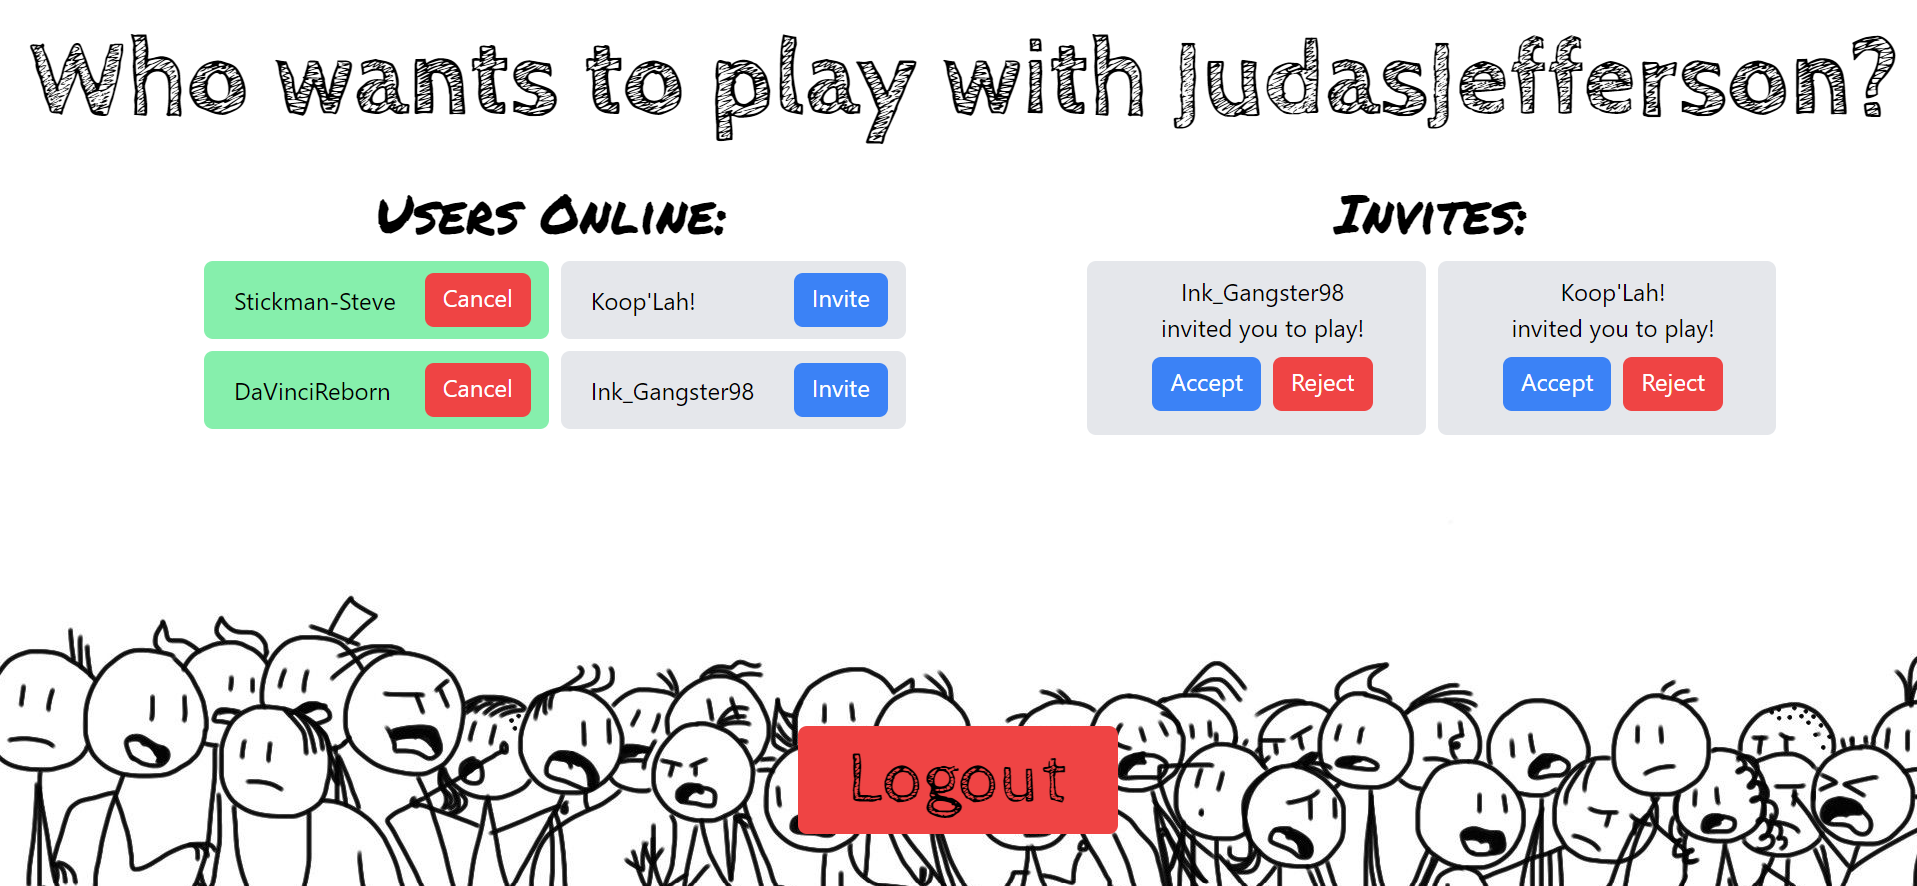 Who wants to play with JudasJefferson?
Users Online:
Stickman-Steve Cancel
Koop'Lah! Invite
DaVinciReborn Cancel
Ink_Gangster98 Invite
Invites:
Ink_Gangster98
invited you to play!
Accept Reject
Koop'Lah!
invited you to play!
Accept Reject
Logout